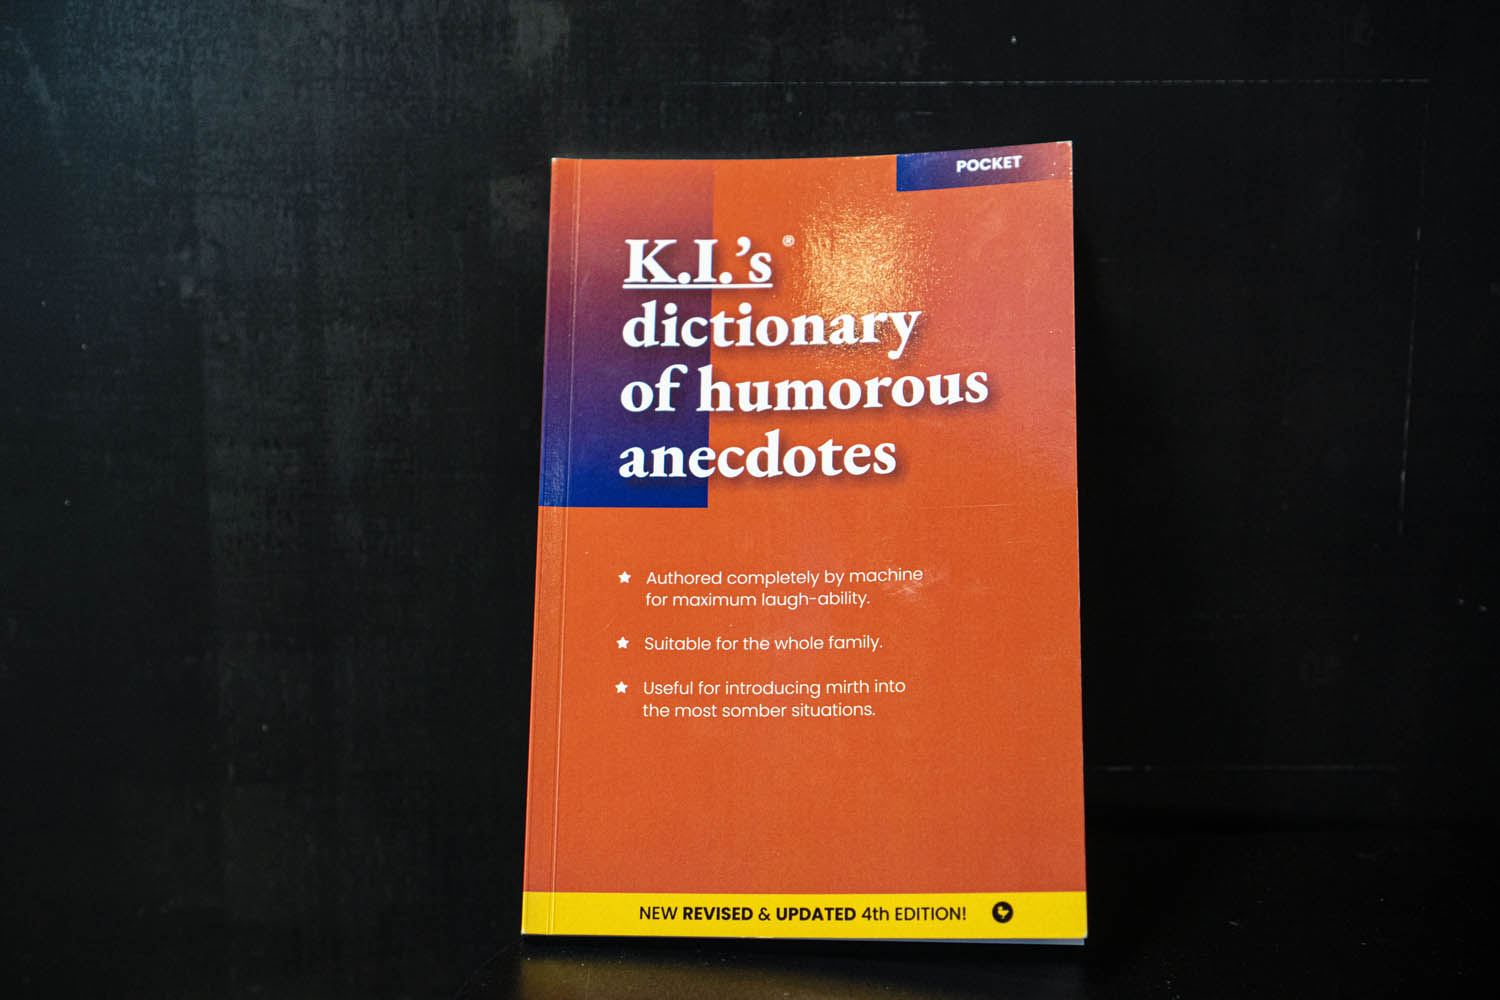 POCKET
K.I.'s®
dictionary
of humorous
anecdotes
Authored completely by machine
for maximum laugh-ability.
Suitable for the whole family.
Useful for introducing mirth into
the most somber situations.
NEW REVISED & UPDATED 4th EDITION!